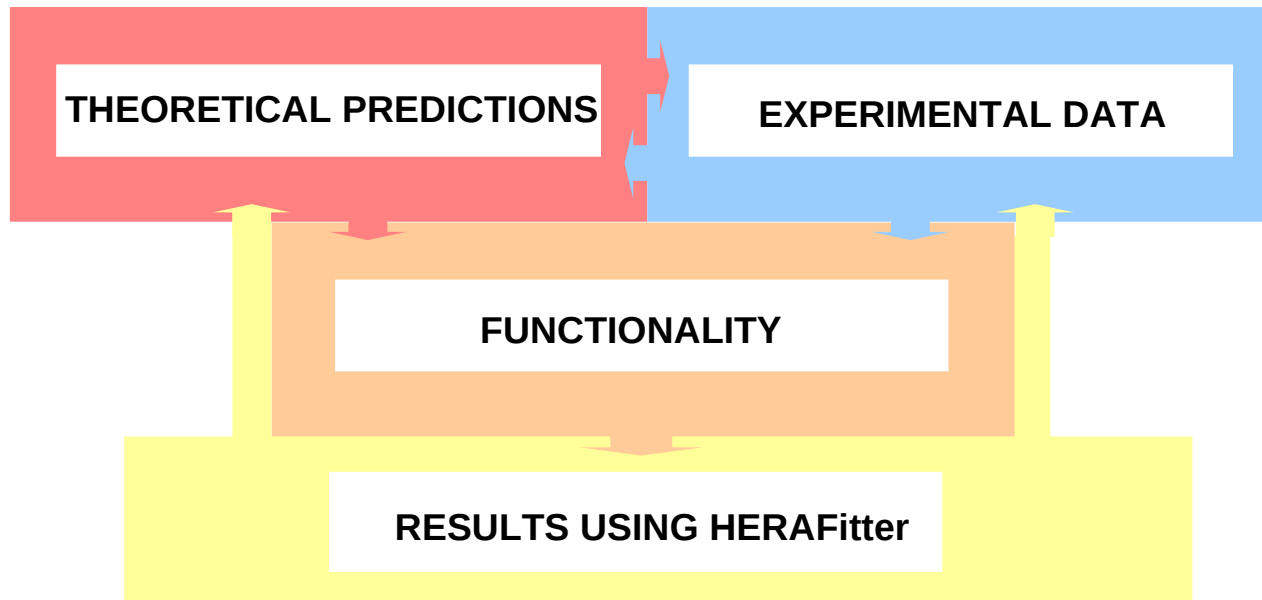 THEORETICAL PREDICTIONS
EXPERIMENTAL DATA
FUNCTIONALITY
RESULTS USING HERAFitter